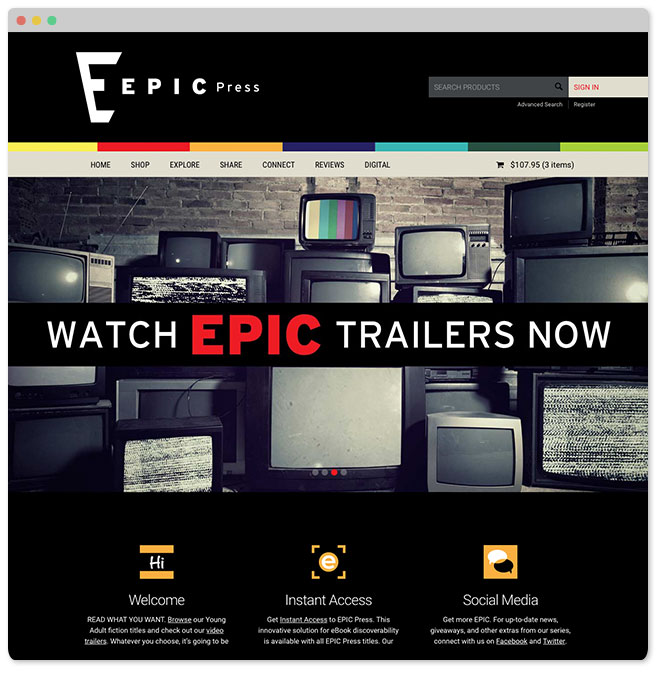 EPIC Press
SEARCH PRODUCTS
SIGN IN
Advanced Search
Register
HOME SHOP EXPLORE SHARE CONNECT REVIEWS DIGITAL $107.95 (3 items)
WATCH EPIC TRAILERS NOW
Hi
Welcome
READ WHAT YOU WANT. Browse our Young
Adult fiction titles and check out our video
trailers. Whatever you choose, it's going to be
e
Instant Access
Get Instant Access to EPIC Press. This
innovative solution for eBook discoverability
is available with all EPIC Press titles. Our
Social Media
Get more EPIC. For up-to-date news,
giveaways, and other extras from our series,
connect with us on Facebook and Twitter.